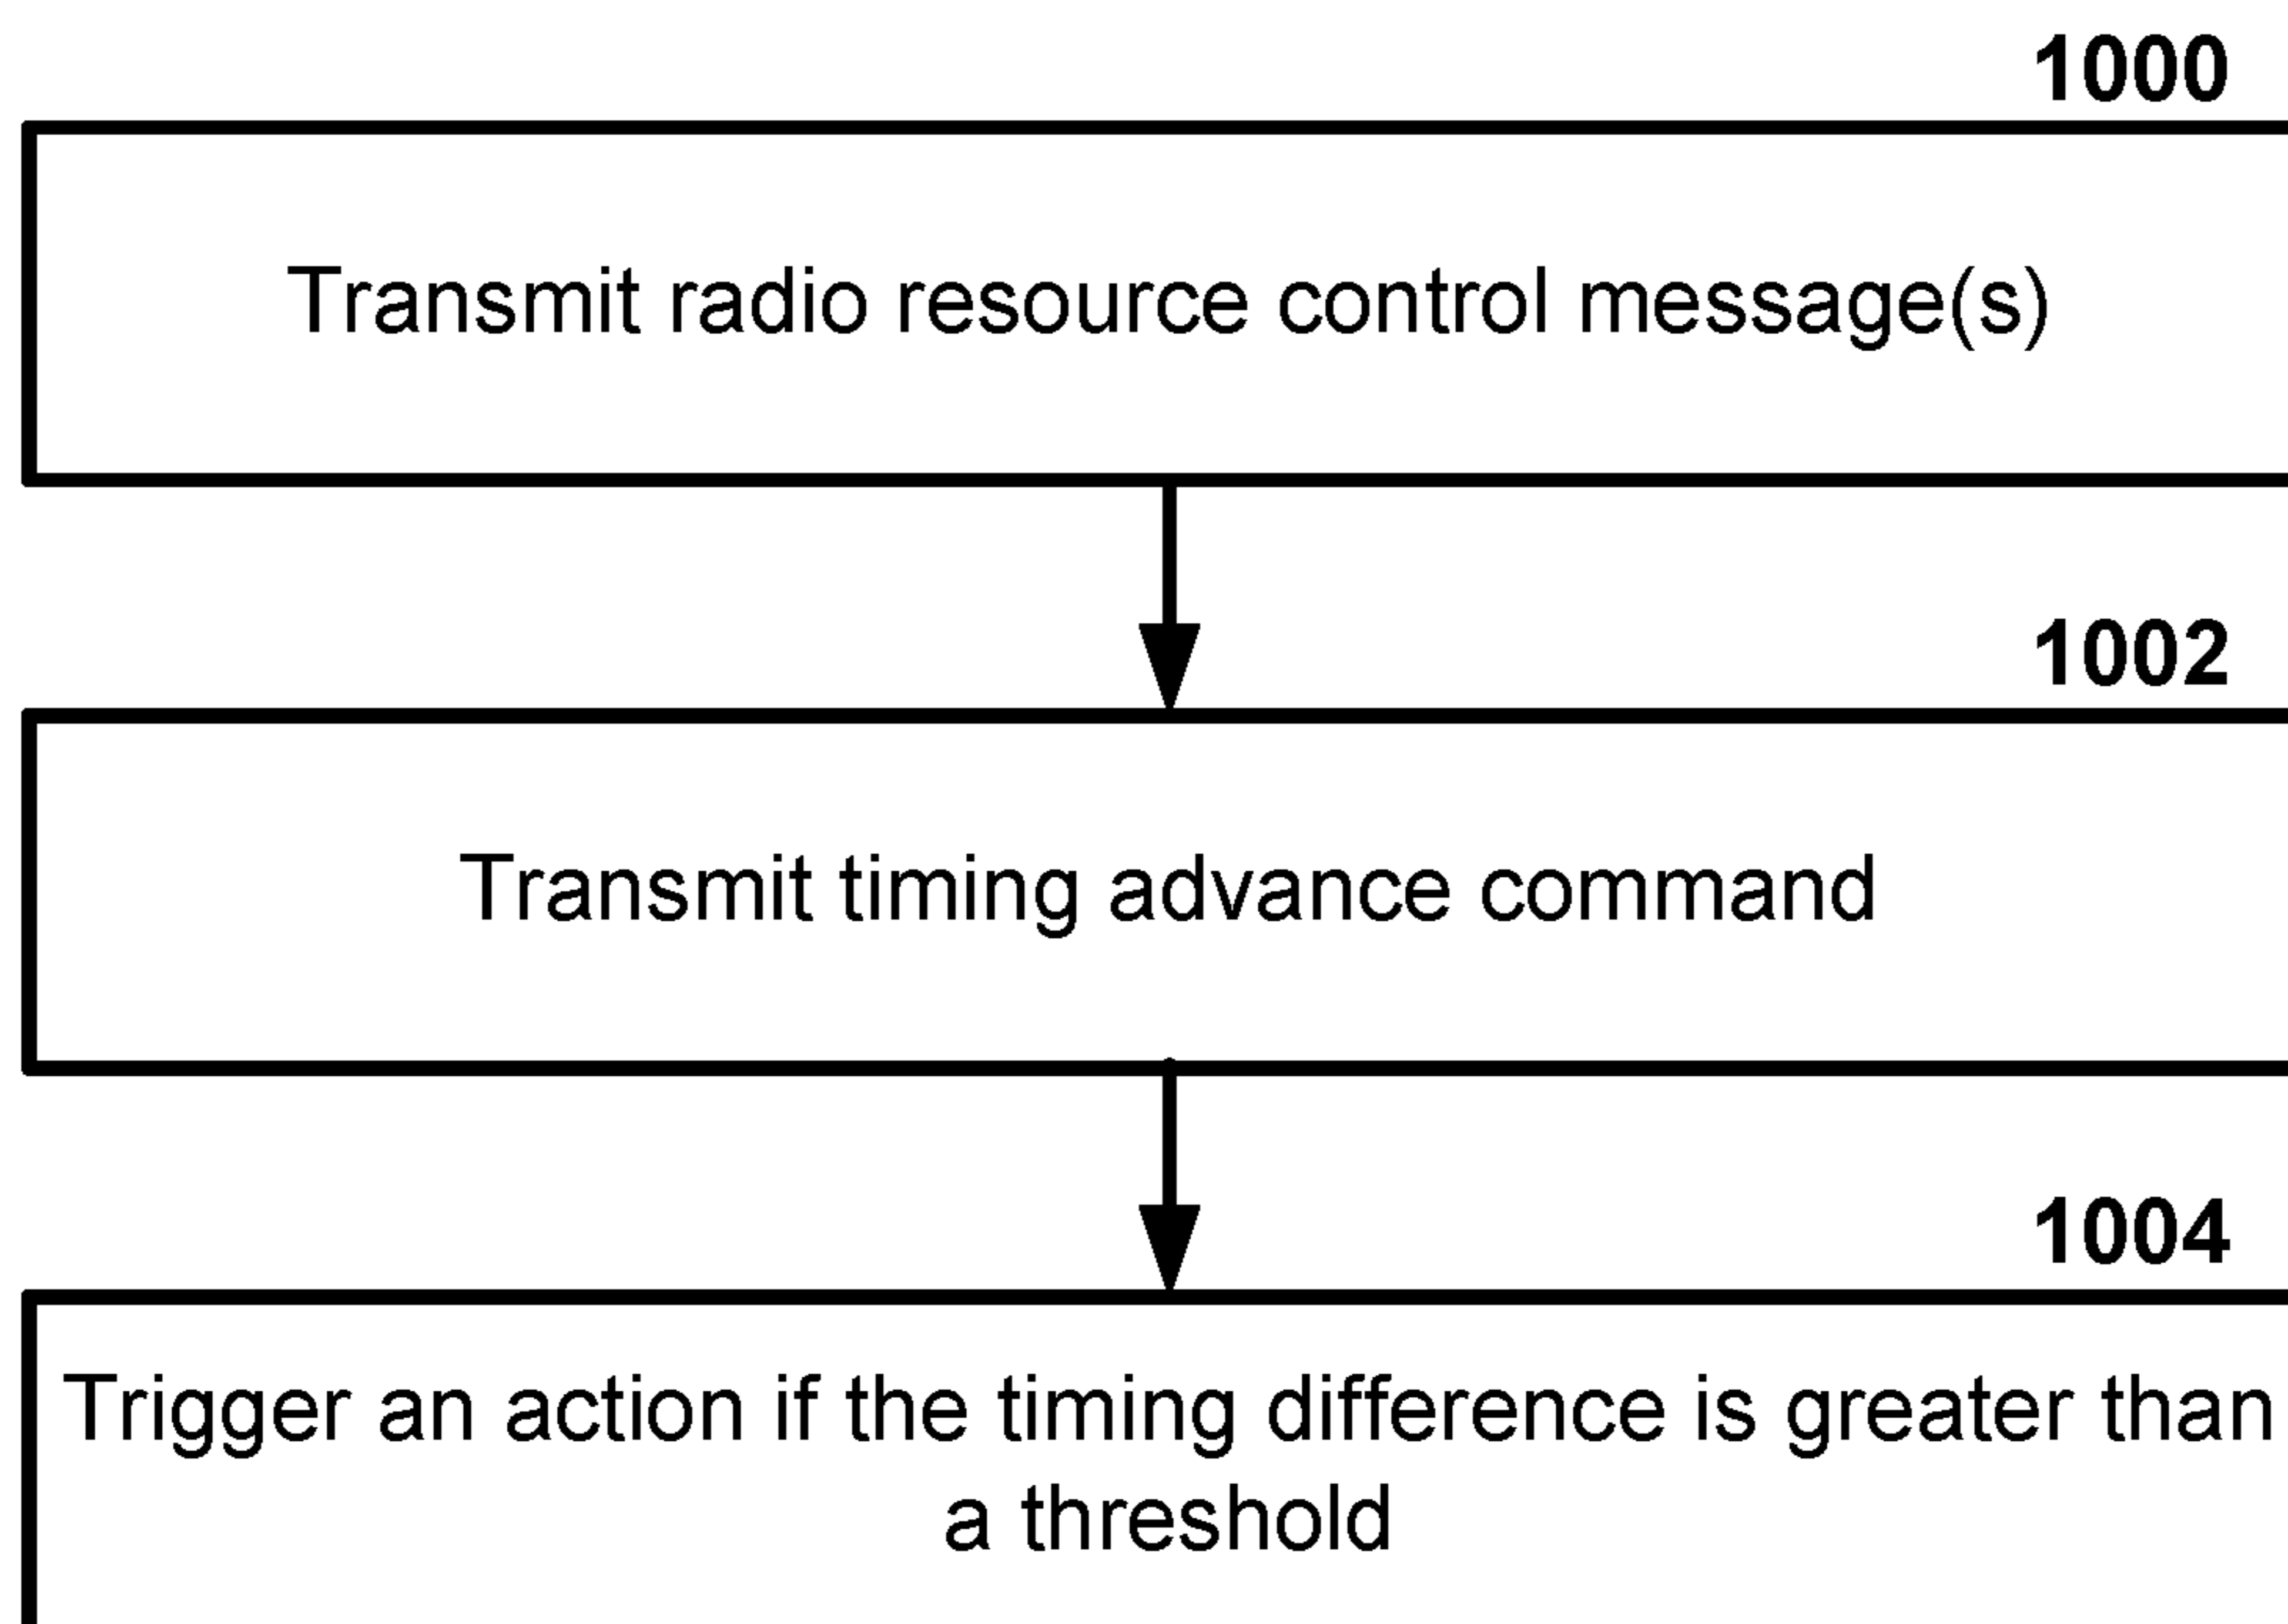 1000
Transmit radio resource control message(s)
1002
Transmit timing advance command
1004
Trigger an action if the timing difference is greater than
a threshold